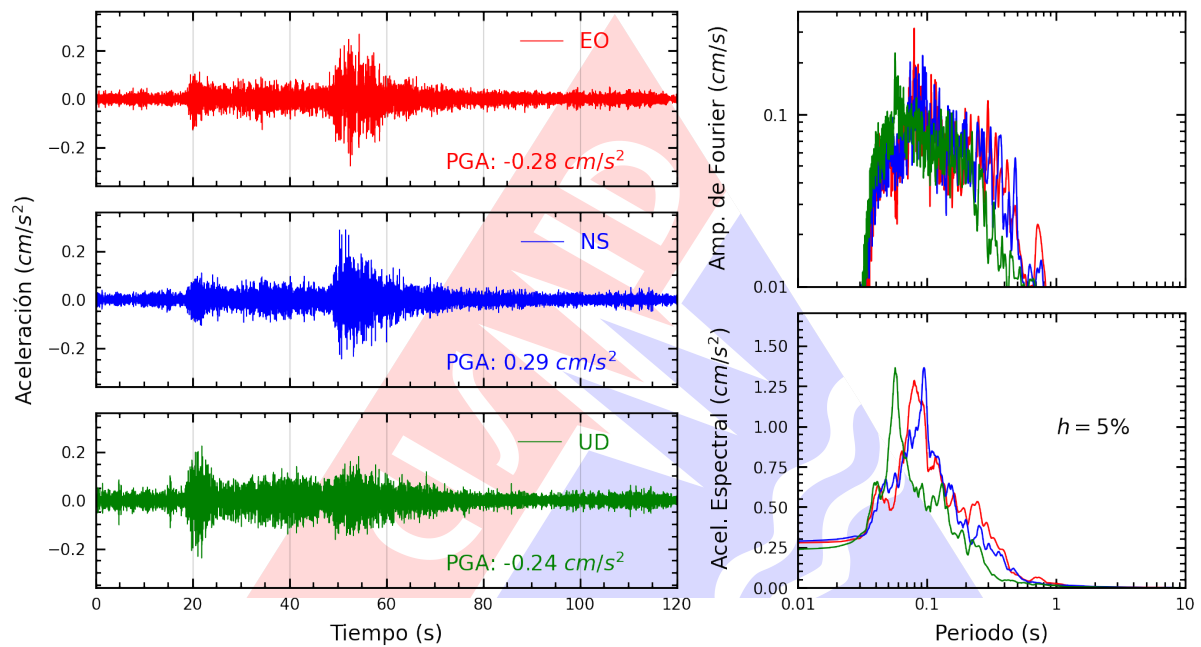 Aceleración (cm/s²)
0.2
0.0
−0.2
EO
PGA: -0.28 cm/s²
0.2
0.0
−0.2
NS
PGA: 0.29 cm/s²
0.2
0.0
−0.2
UD
PGA: -0.24 cm/s²
0 20 40 60 80 100 120
Tiempo (s)
Amp. de Fourier (cm/s)
0.1
0.01
Acel. Espectral (cm/s²)
1.50
1.25
1.00
0.75
0.50
0.25
0.00
h = 5%
0.01 0.1 1 10
Periodo (s)
CISMID